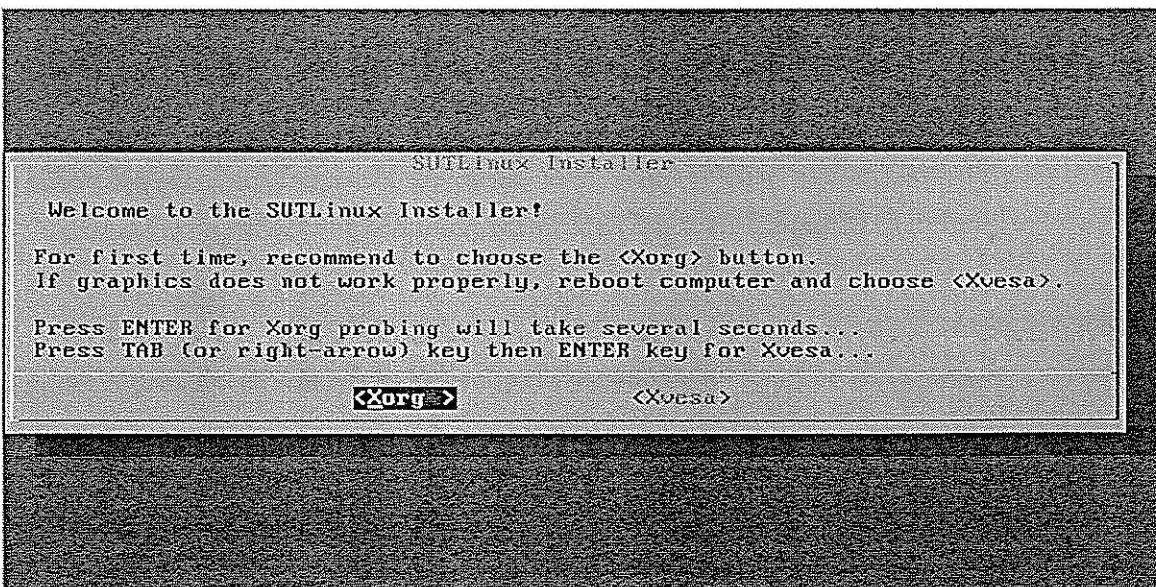 SUTLinux Installer
Welcome to the SUTLinux Installer!
For first time, recommend to choose the <Xorg> button.
If graphics does not work properly, reboot computer and choose <Xvesa>.
Press ENTER for Xorg probing will take several seconds...
Press TAB (or right-arrow) key then ENTER key for Xvesa...
<Xorg > <Xvesa>